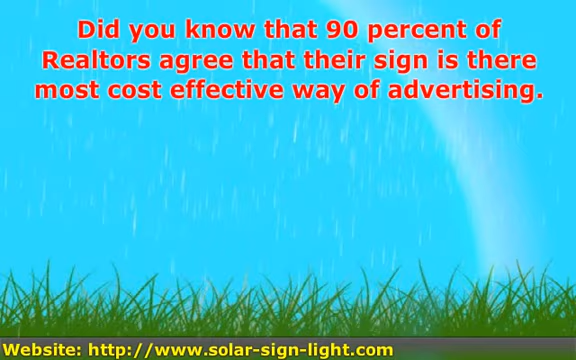 Did you know that 90 percent of
Realtors agree that their sign is there
most cost effective way of advertising.
Website: http://www.solar-sign-light.com